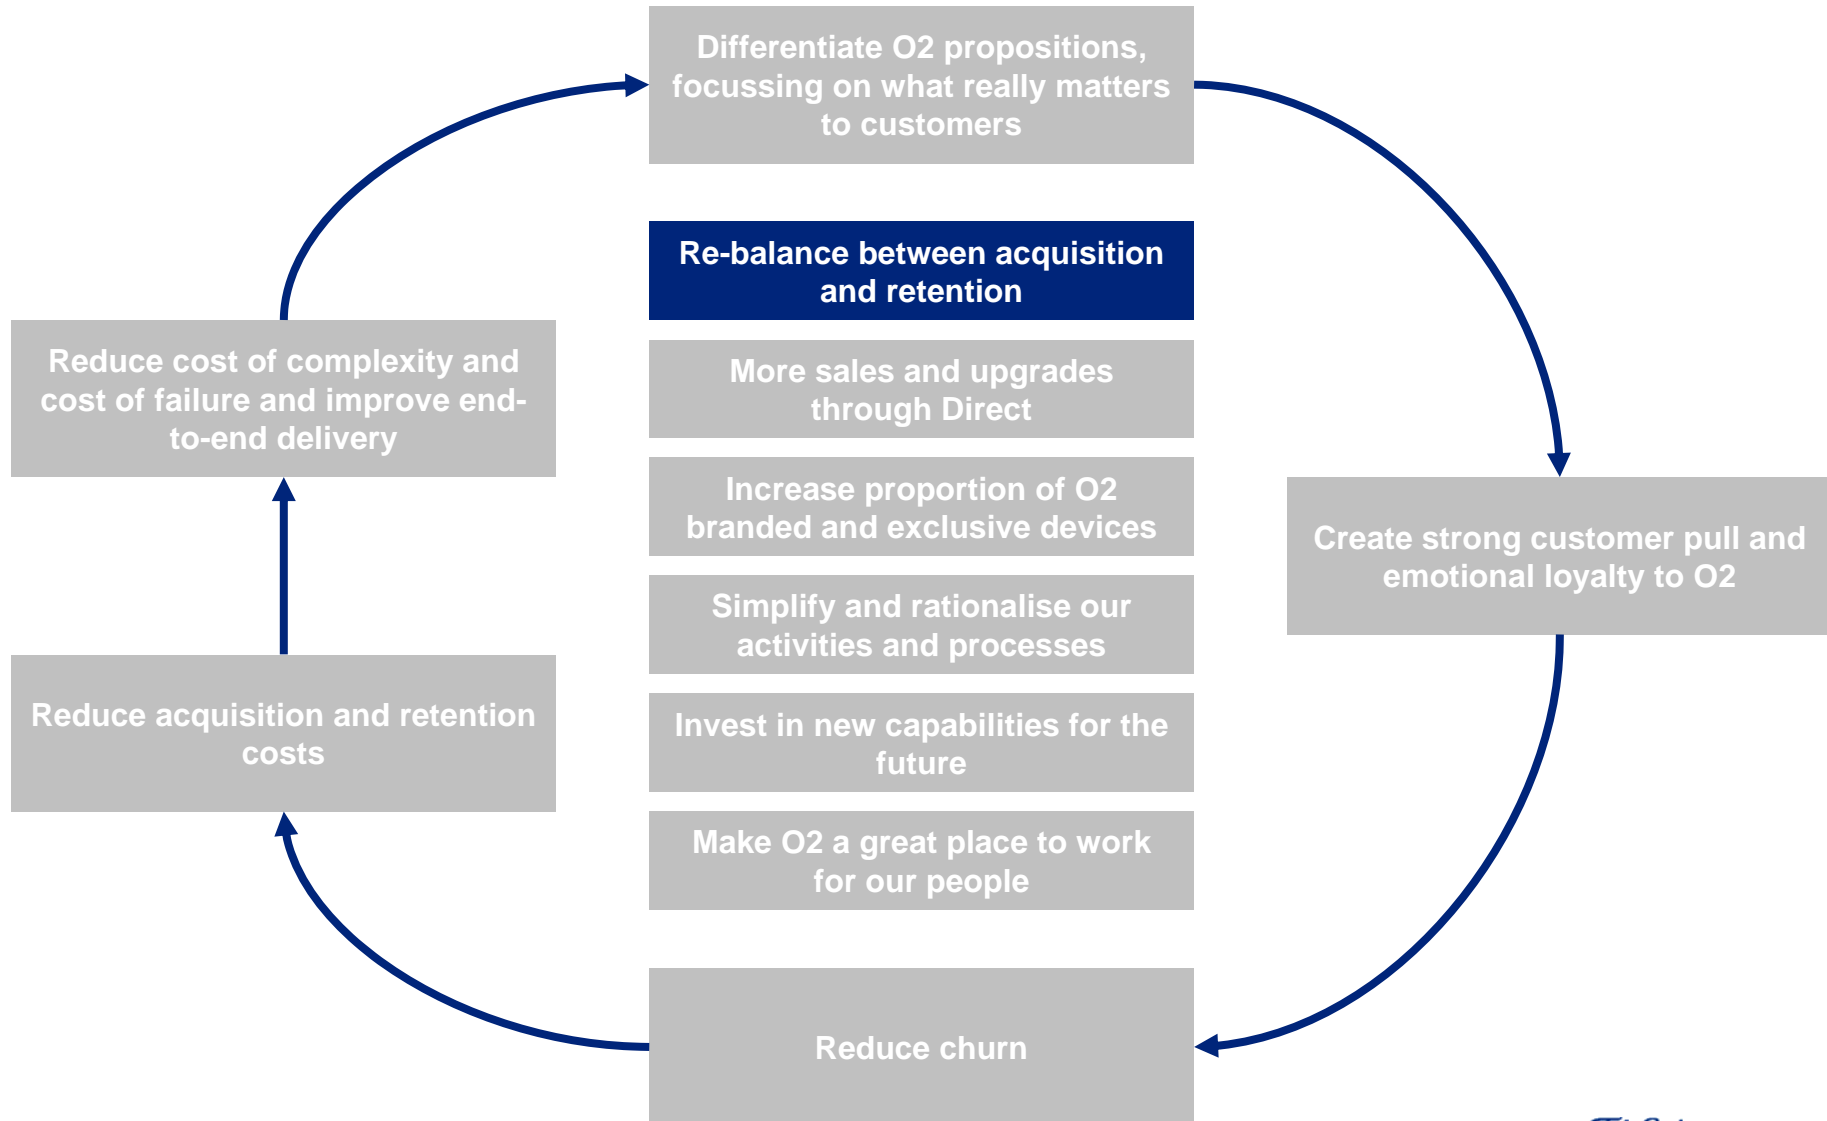 Differentiate O2 propositions,
focussing on what really matters
to customers
Re-balance between acquisition
and retention
Reduce cost of complexity and
cost of failure and improve end-
to-end delivery
More sales and upgrades
through Direct
Increase proportion of O2
branded and exclusive devices
Create strong customer pull and
emotional loyalty to O2
Simplify and rationalise our
activities and processes
Reduce acquisition and retention
costs
Invest in new capabilities for the
future
Make O2 a great place to work
for our people
Reduce churn